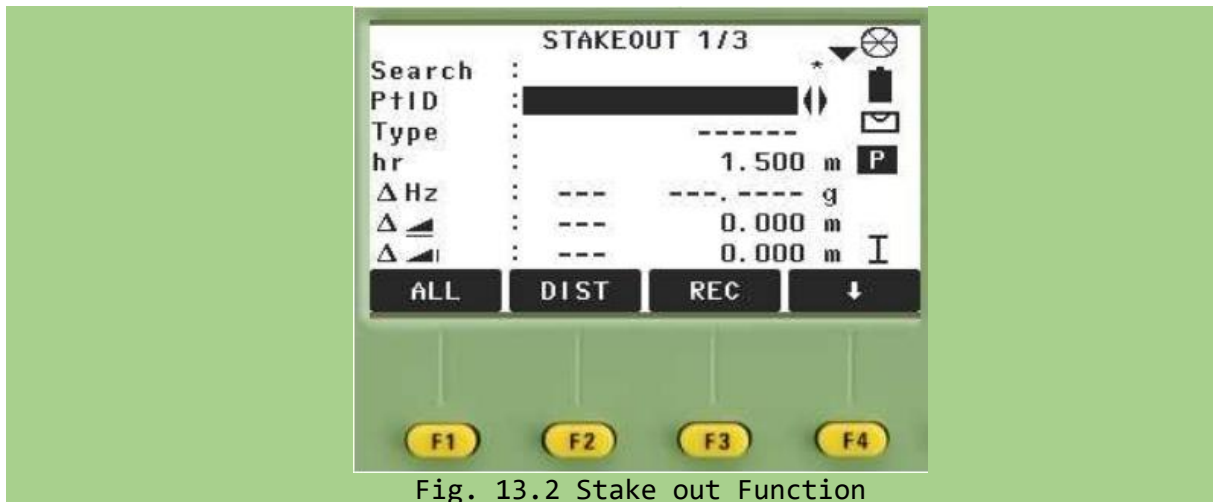 STAKEOUT 1/3
Search : *
PtID :
Type : ------
hr : 1.500 m P
Δ Hz : --- ---.---- g
Δ : --- 0.000 m
Δ : --- 0.000 m
ALL DIST REC ↓
F1 F2 F3 F4
Fig. 13.2 Stake out Function